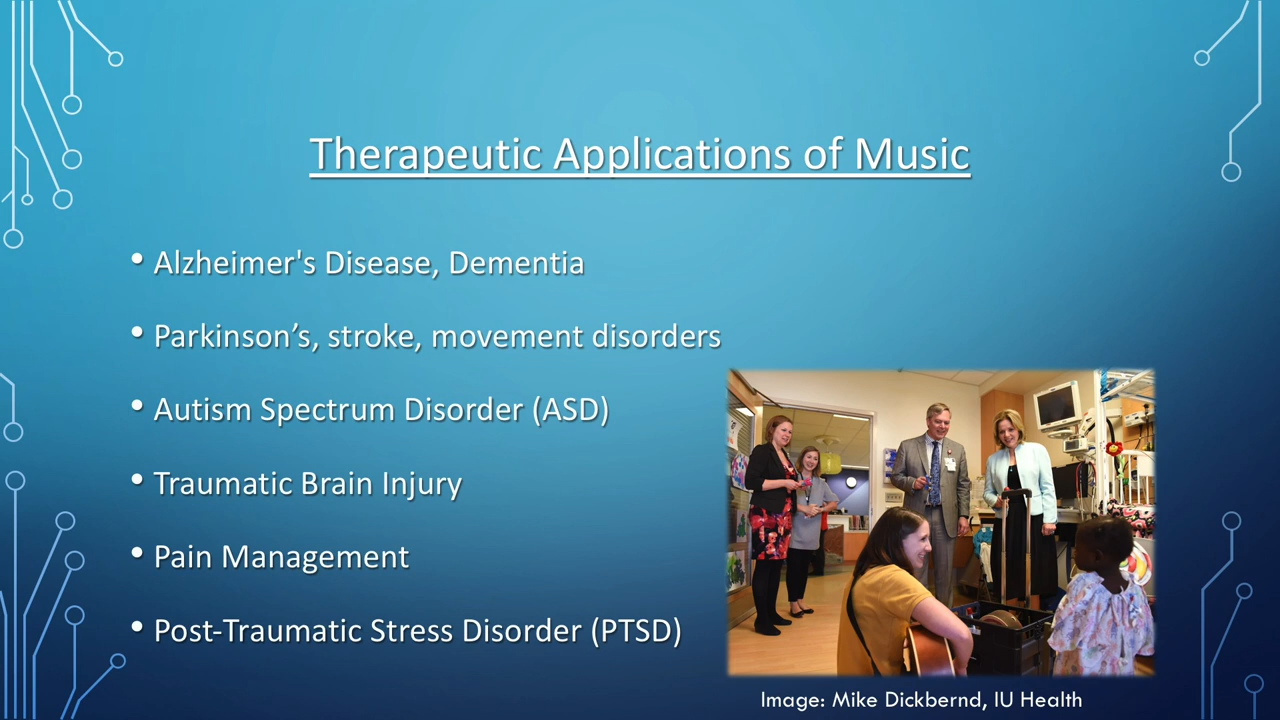 Therapeutic Applications of Music
• Alzheimer's Disease, Dementia
• Parkinson’s, stroke, movement disorders
• Autism Spectrum Disorder (ASD)
• Traumatic Brain Injury
• Pain Management
• Post-Traumatic Stress Disorder (PTSD)
Image: Mike Dickbernd, IU Health